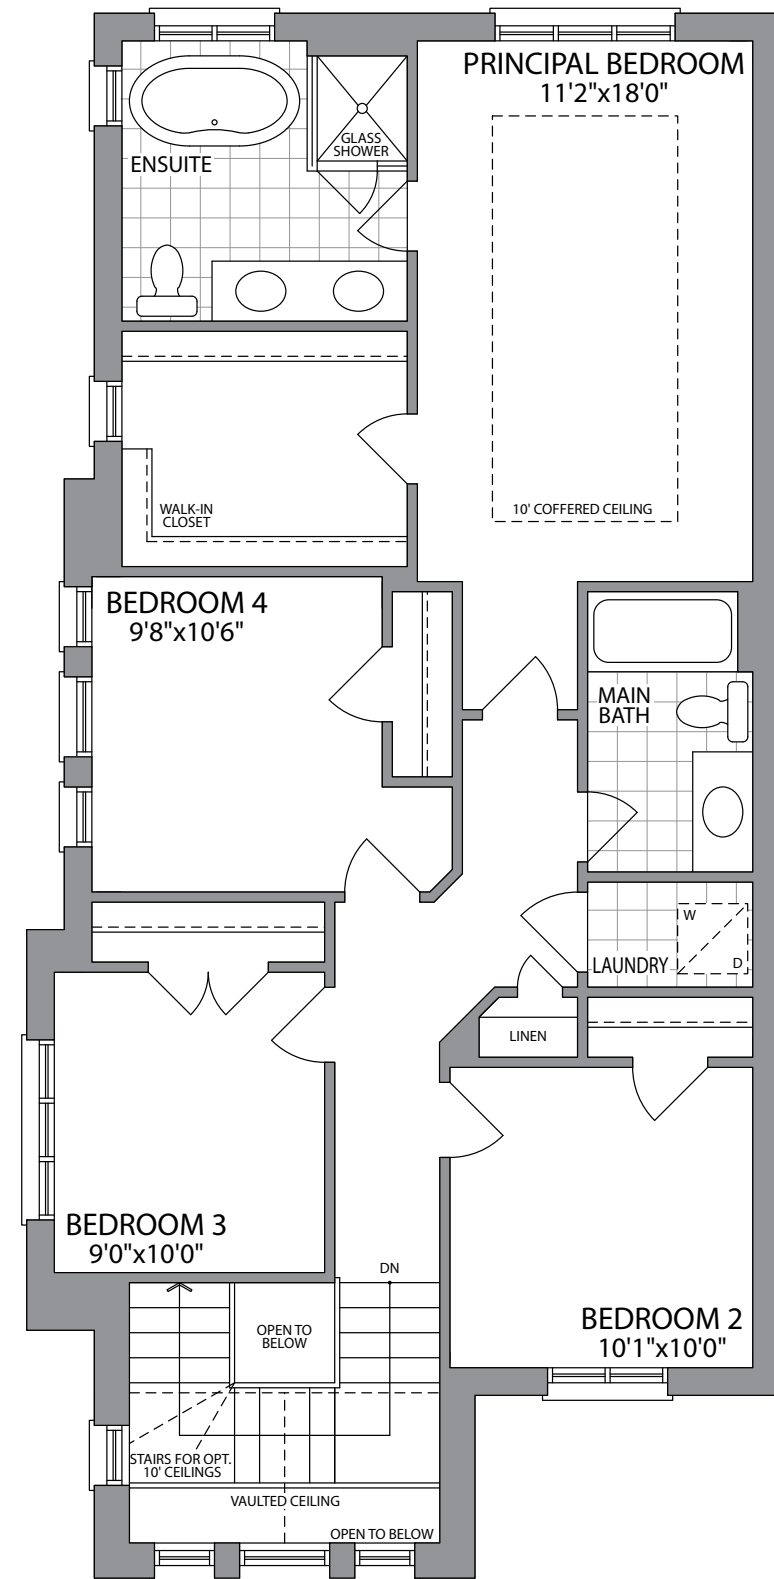 PRINCIPAL BEDROOM
11'2"x18'0"
GLASS
SHOWER
ENSUITE
10' COFFERED CEILING
WALK-IN
CLOSET
BEDROOM 4
9'8"x10'6"
MAIN
BATH
W
D
LAUNDRY
LINEN
BEDROOM 3
9'0"x10'0"
DN
BEDROOM 2
10'1"x10'0"
OPEN TO
BELOW
STAIRS FOR OPT.
10' CEILINGS
VAULTED CEILING
OPEN TO BELOW